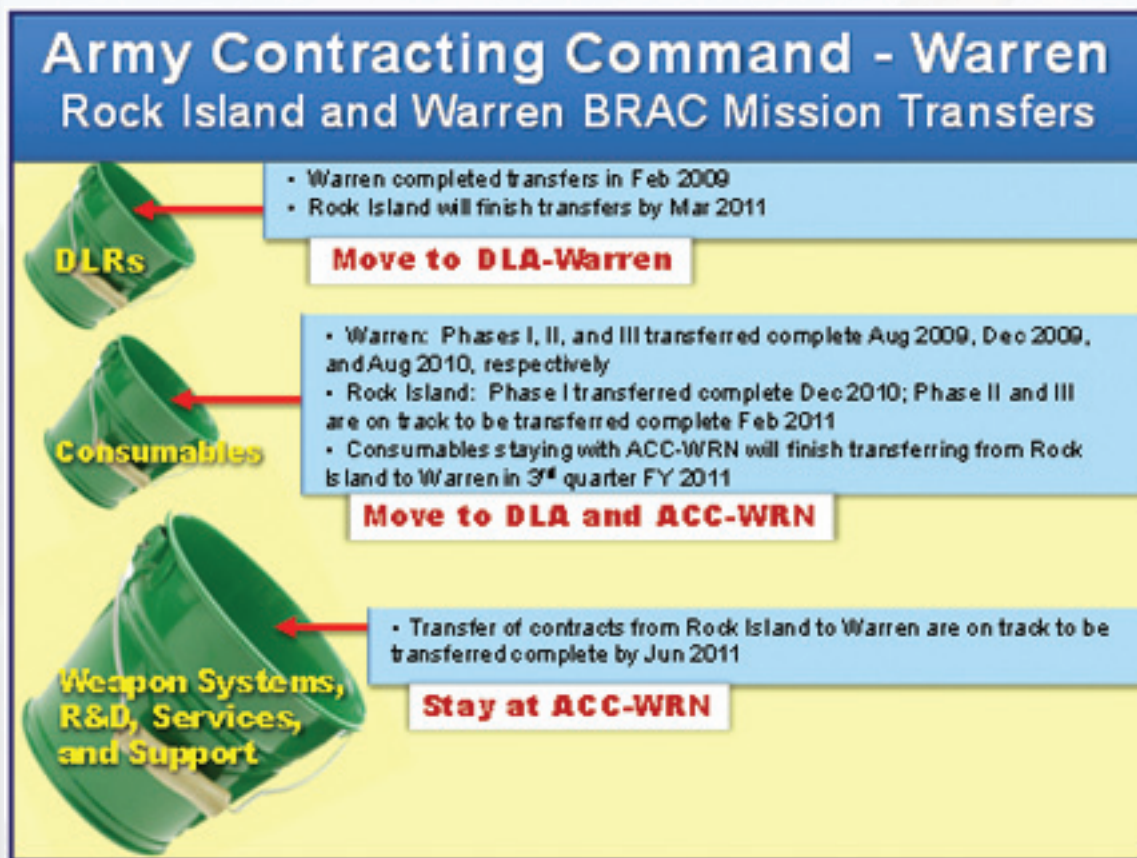 Army Contracting Command - Warren
Rock Island and Warren BRAC Mission Transfers
DLRs
• Warren completed transfers in Feb 2009
• Rock Island will finish transfers by Mar 2011
Move to DLA-Warren
Consumables
• Warren: Phases I, II, and III transferred complete Aug 2009, Dec 2009,
and Aug 2010, respectively
• Rock Island: Phase I transferred complete Dec 2010; Phase II and III
are on track to be transferred complete Feb 2011
• Consumables staying with ACC-WRN will finish transferring from Rock
Island to Warren in 3rd quarter FY 2011
Move to DLA and ACC-WRN
Weapon Systems,
R&D, Services,
and Support
• Transfer of contracts from Rock Island to Warren are on track to be
transferred complete by Jun 2011
Stay at ACC-WRN